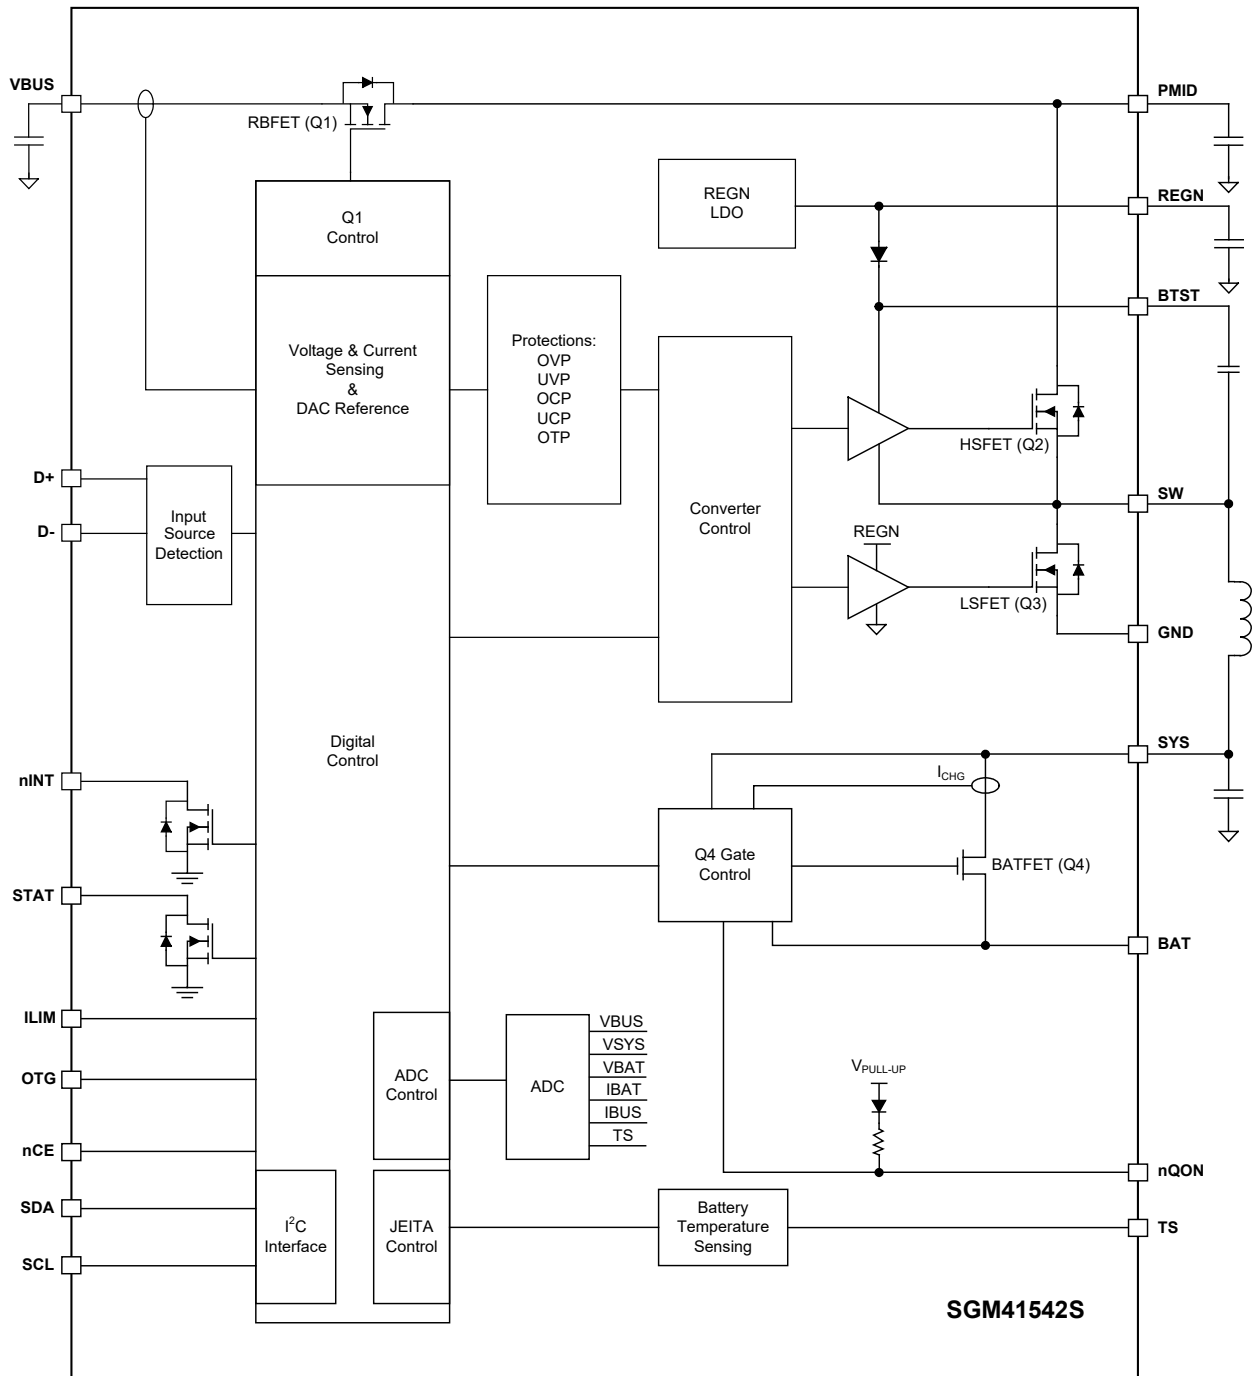 VBUS
PMID
RBFET (Q1)
REGN
LDO
REGN
Q1
Control
BTST
Voltage & Current
Sensing
&
DAC Reference
Protections:
OVP
UVP
OCP
UCP
OTP
HSFET (Q2)
D+
D-
Input
Source
Detection
Converter
Control
SW
REGN
LSFET (Q3)
GND
Digital
Control
SYS
ICHG
nINT
Q4 Gate
Control
BATFET (Q4)
STAT
BAT
ILIM
OTG
nCE
SDA
SCL
ADC
Control
ADC
VBUS
VSYS
VBAT
IBAT
IBUS
TS
VPULL-UP
nQON
I2C
Interface
JEITA
Control
Battery
Temperature
Sensing
TS
SGM41542S